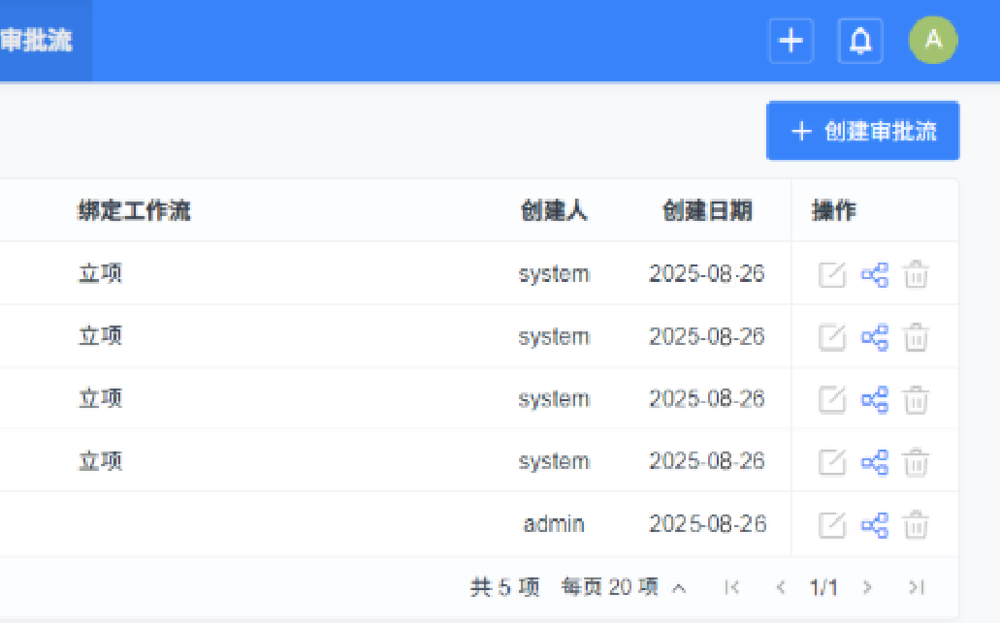 审批流
A
创建审批流
绑定工作流 创建人 创建日期 操作
立项 system 2025-08-26
立项 system 2025-08-26
立项 system 2025-08-26
立项 system 2025-08-26
admin 2025-08-26
共 5 项 每页 20 项 1/1